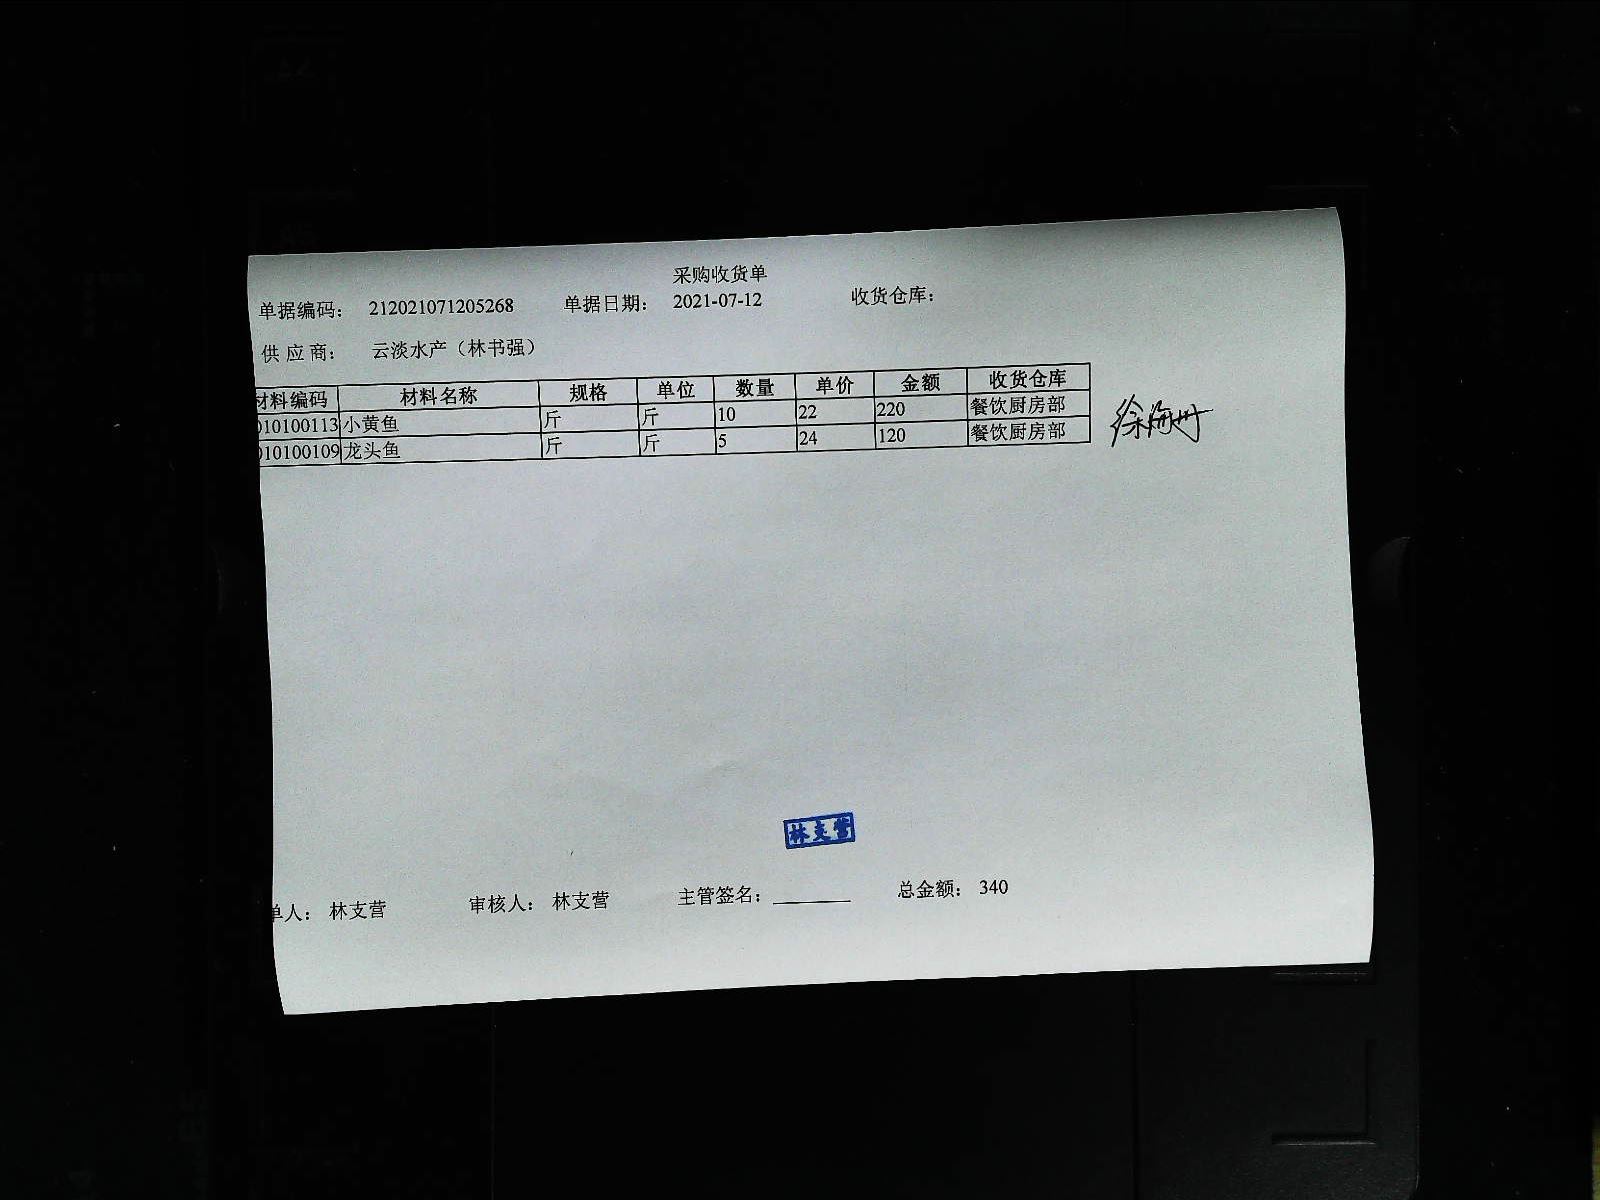 采购收货单
单据编码： 212021071205268 单据日期： 2021-07-12 收货仓库：
供应商： 云淡水产（林书强）
材料编码 材料名称 规格 单位 数量 单价 金额 收货仓库
010100113 小黄鱼 斤 斤 10 22 220 餐饮厨房部
010100109 龙头鱼 斤 斤 5 24 120 餐饮厨房部
林支营
单人： 林支营 审核人： 林支营 主管签名： 总金额： 340